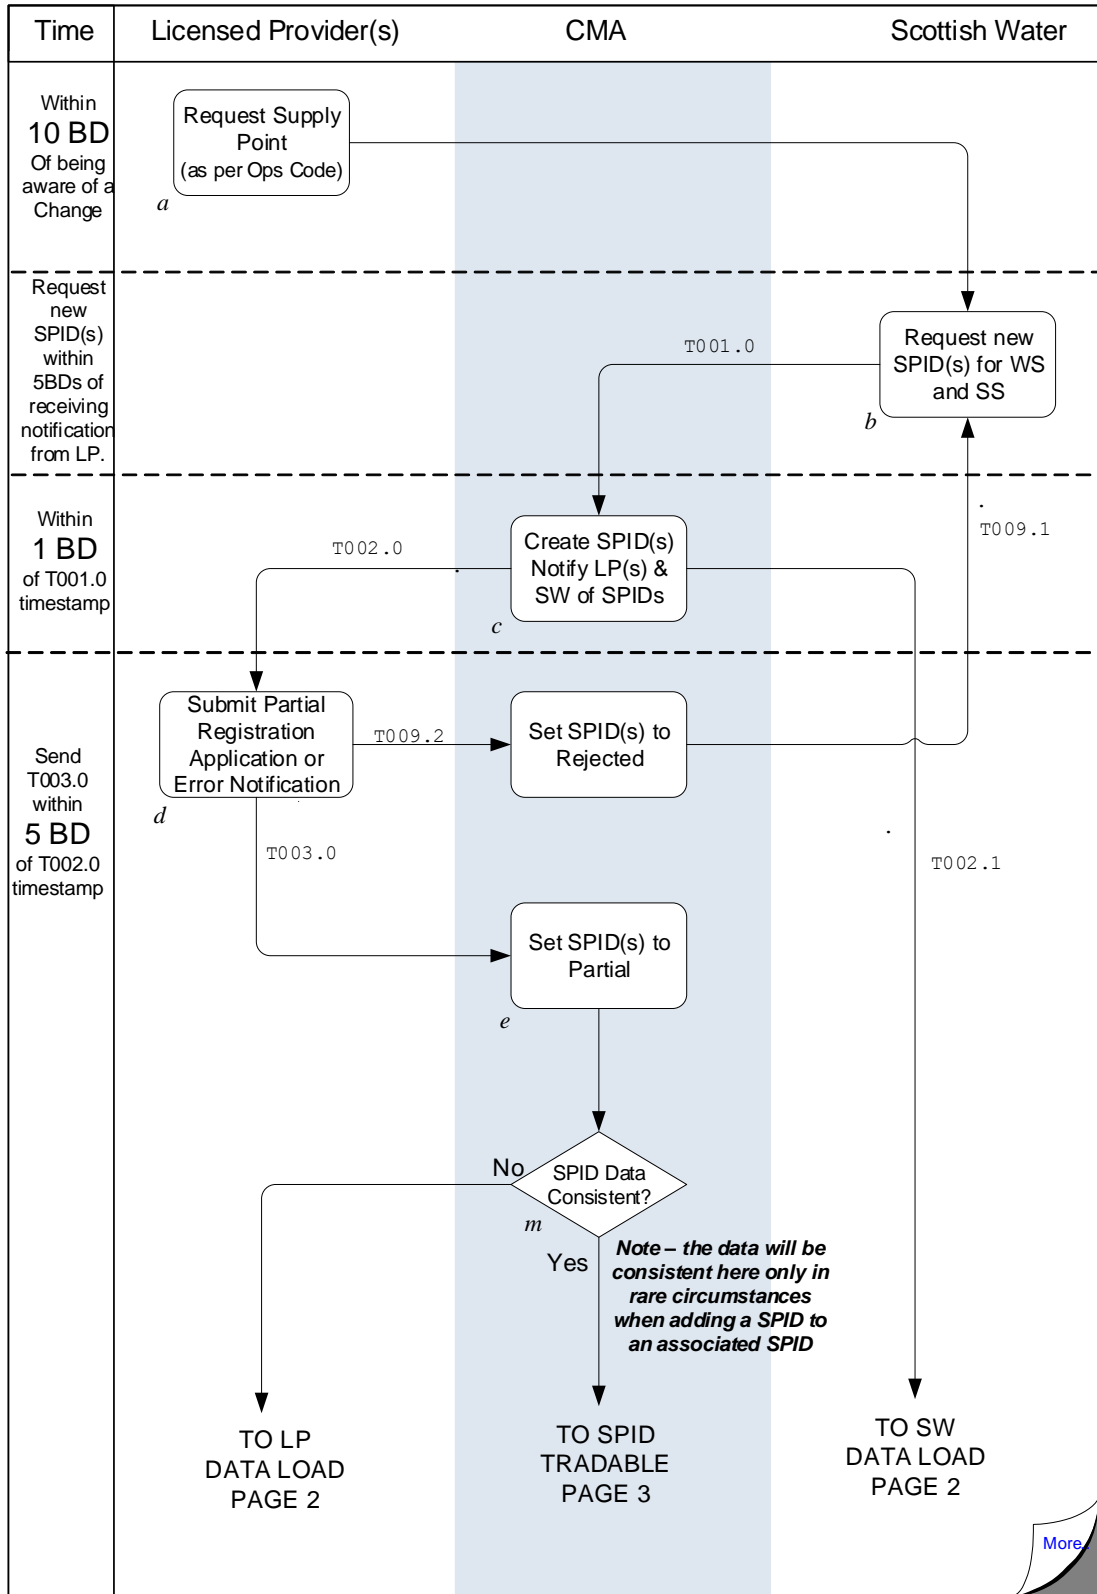 Time
Licensed Provider(s)
CMA
Scottish Water
Within
10 BD
Of being
aware of a
Change
Request Supply
Point
(as per Ops Code)
a
Request
new
SPID(s)
within
5BDs of
receiving
notification
from LP.
T001.0
Request new
SPID(s) for WS
and SS
b
Within
1 BD
of T001.0
timestamp
T002.0
Create SPID(s)
Notify LP(s) &
SW of SPIDs
c
T009.1
Send
T003.0
within
5 BD
of T002.0
timestamp
Submit Partial
Registration
Application or
Error Notification
d
T009.2
Set SPID(s) to
Rejected
T003.0
T002.1
Set SPID(s) to
Partial
e
No
SPID Data
Consistent?
m
Yes
Note – the data will be
consistent here only in
rare circumstances
when adding a SPID to
an associated SPID
TO LP
DATA LOAD
PAGE 2
TO SPID
TRADABLE
PAGE 3
TO SW
DATA LOAD
PAGE 2
More..